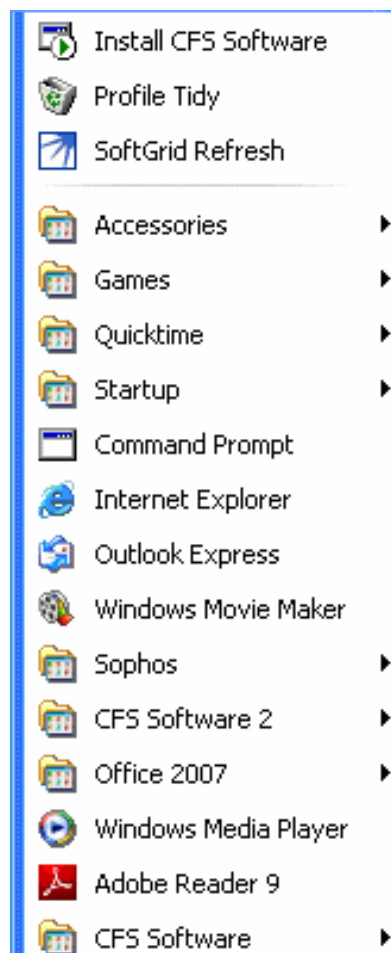 Install CFS Software
Profile Tidy
SoftGrid Refresh
Accessories
Games
Quicktime
Startup
Command Prompt
Internet Explorer
Outlook Express
Windows Movie Maker
Sophos
CFS Software 2
Office 2007
Windows Media Player
Adobe Reader 9
CFS Software